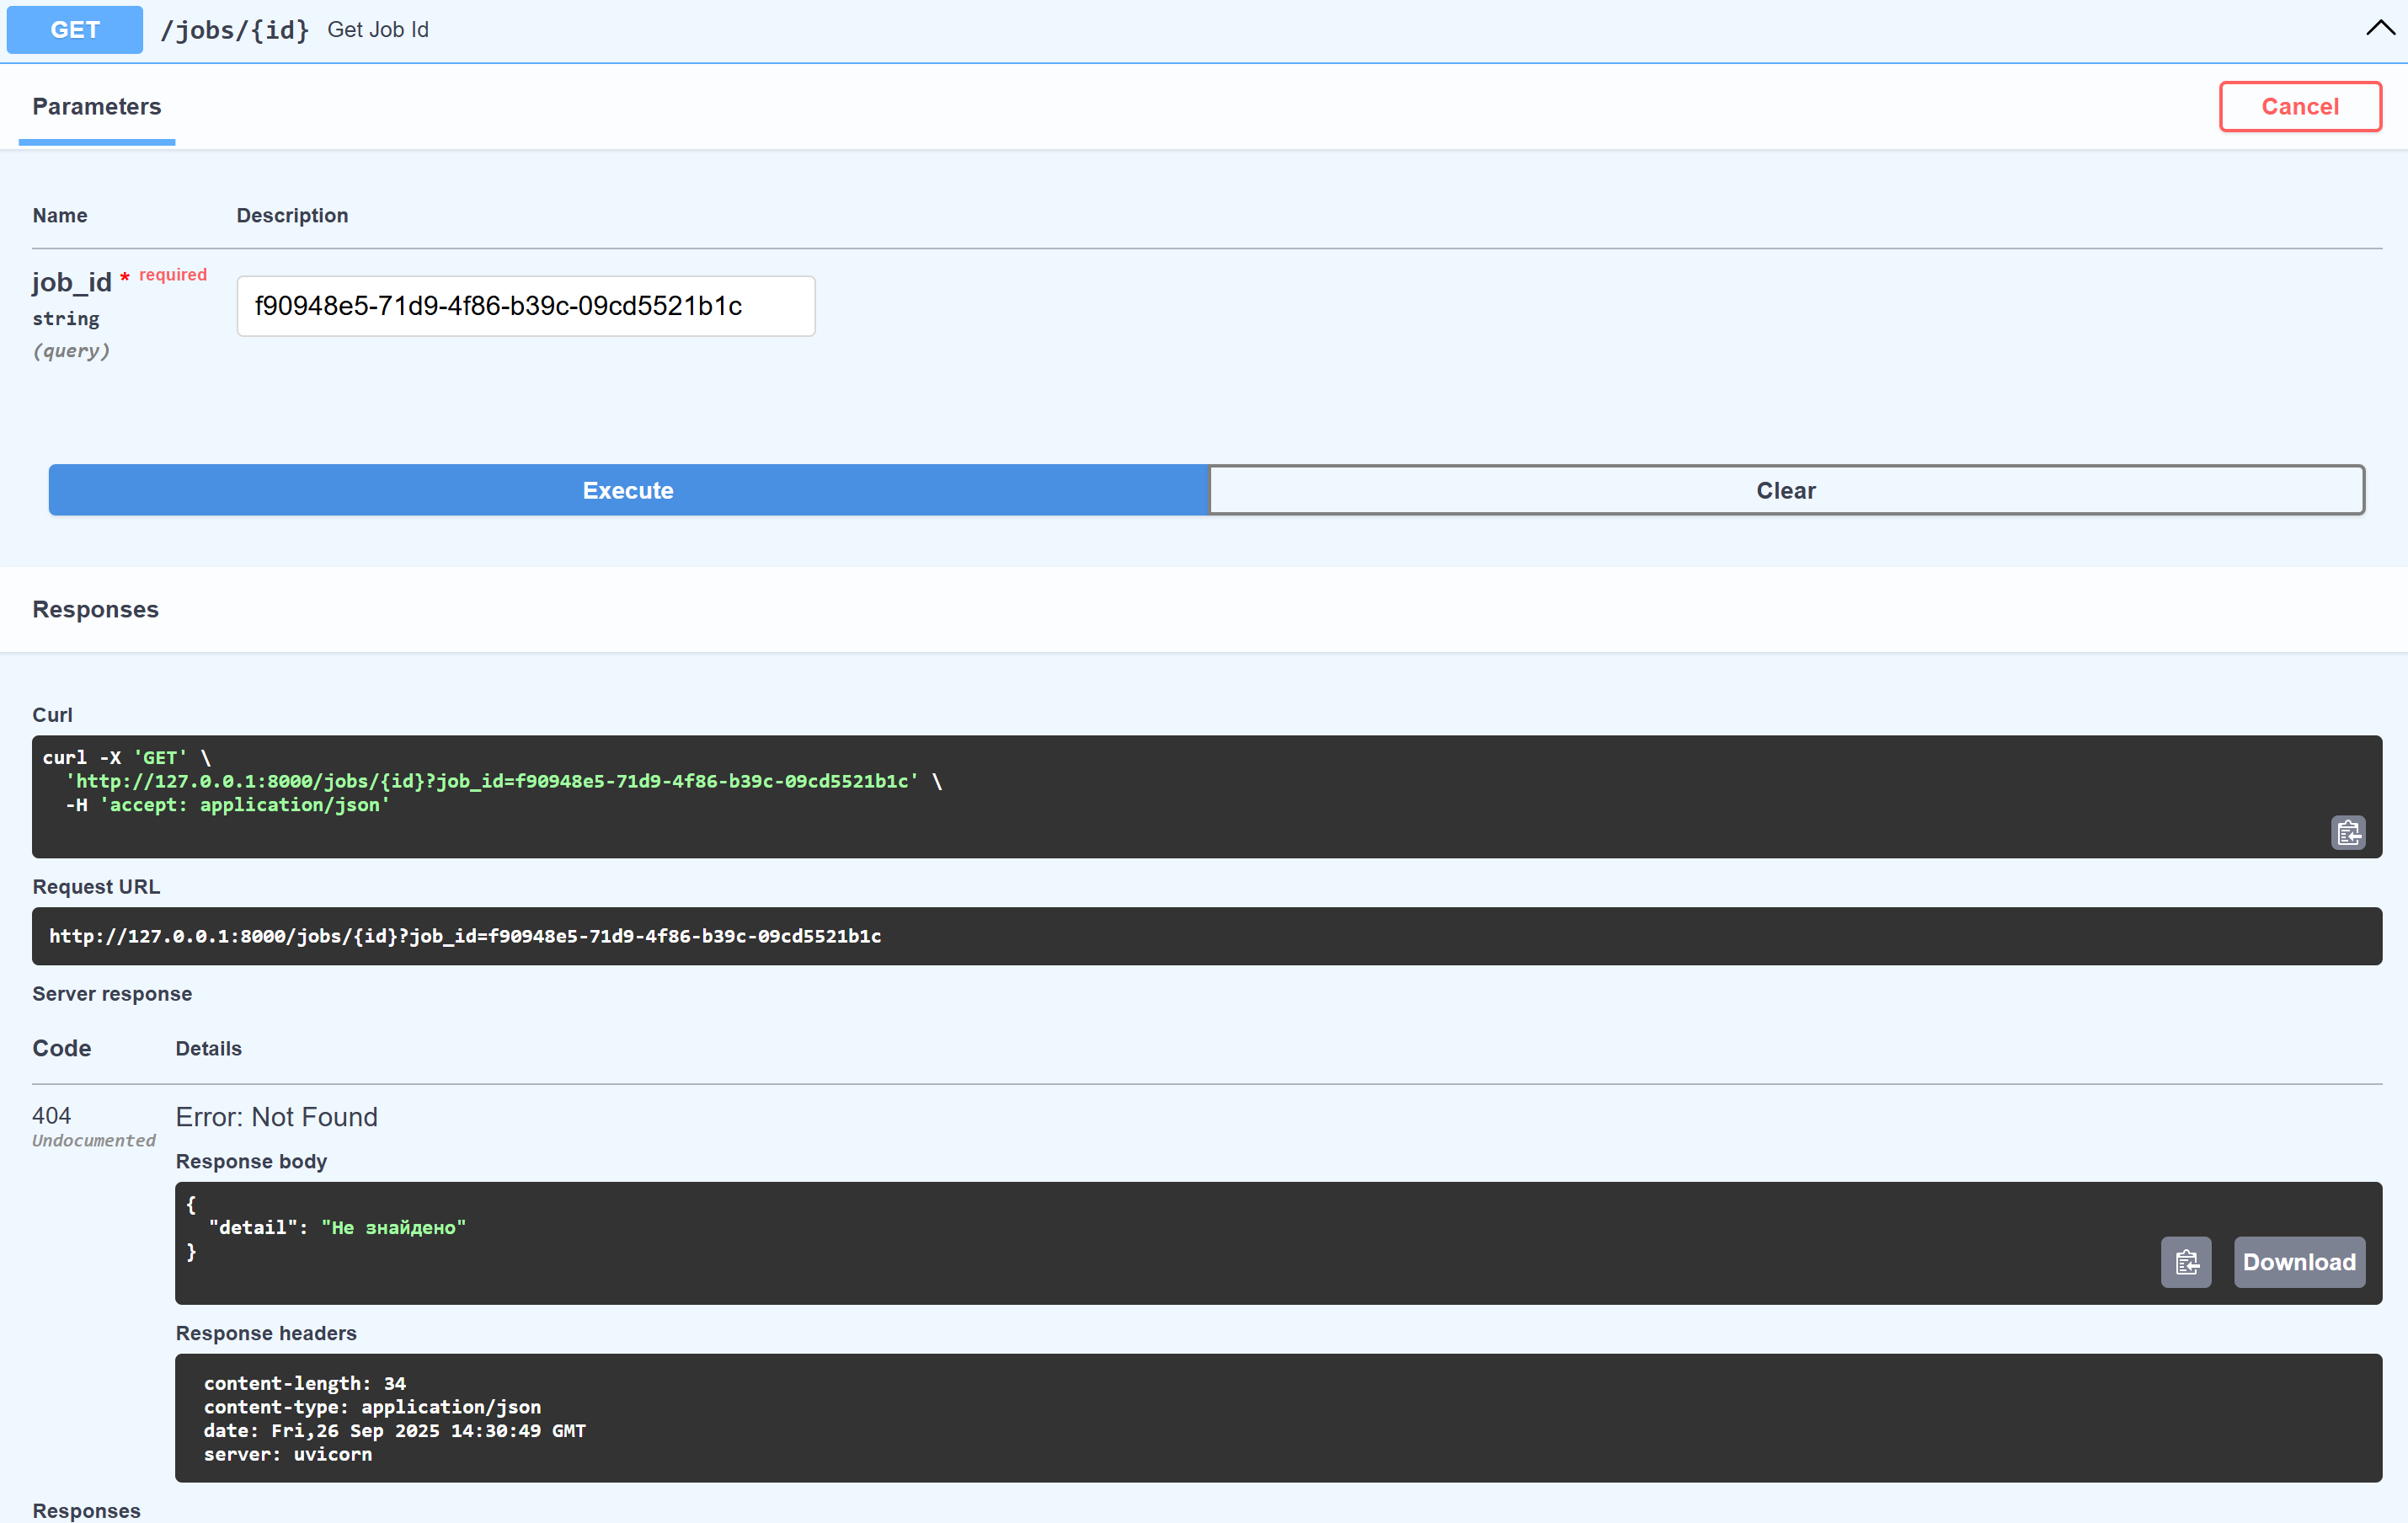 GET /jobs/{id} Get Job Id
Parameters
Cancel
Name Description
job_id * required
string
(query)
f90948e5-71d9-4f86-b39c-09cd5521b1c
Execute
Clear
Responses
Curl
curl -X 'GET' \
'http://127.0.0.1:8000/jobs/{id}?job_id=f90948e5-71d9-4f86-b39c-09cd5521b1c' \
-H 'accept: application/json'
Request URL
http://127.0.0.1:8000/jobs/{id}?job_id=f90948e5-71d9-4f86-b39c-09cd5521b1c
Server response
Code Details
404
Undocumented
Error: Not Found
Response body
{
"detail": "Не знайдено"
}
Download
Response headers
content-length: 34
content-type: application/json
date: Fri,26 Sep 2025 14:30:49 GMT
server: uvicorn
Responses